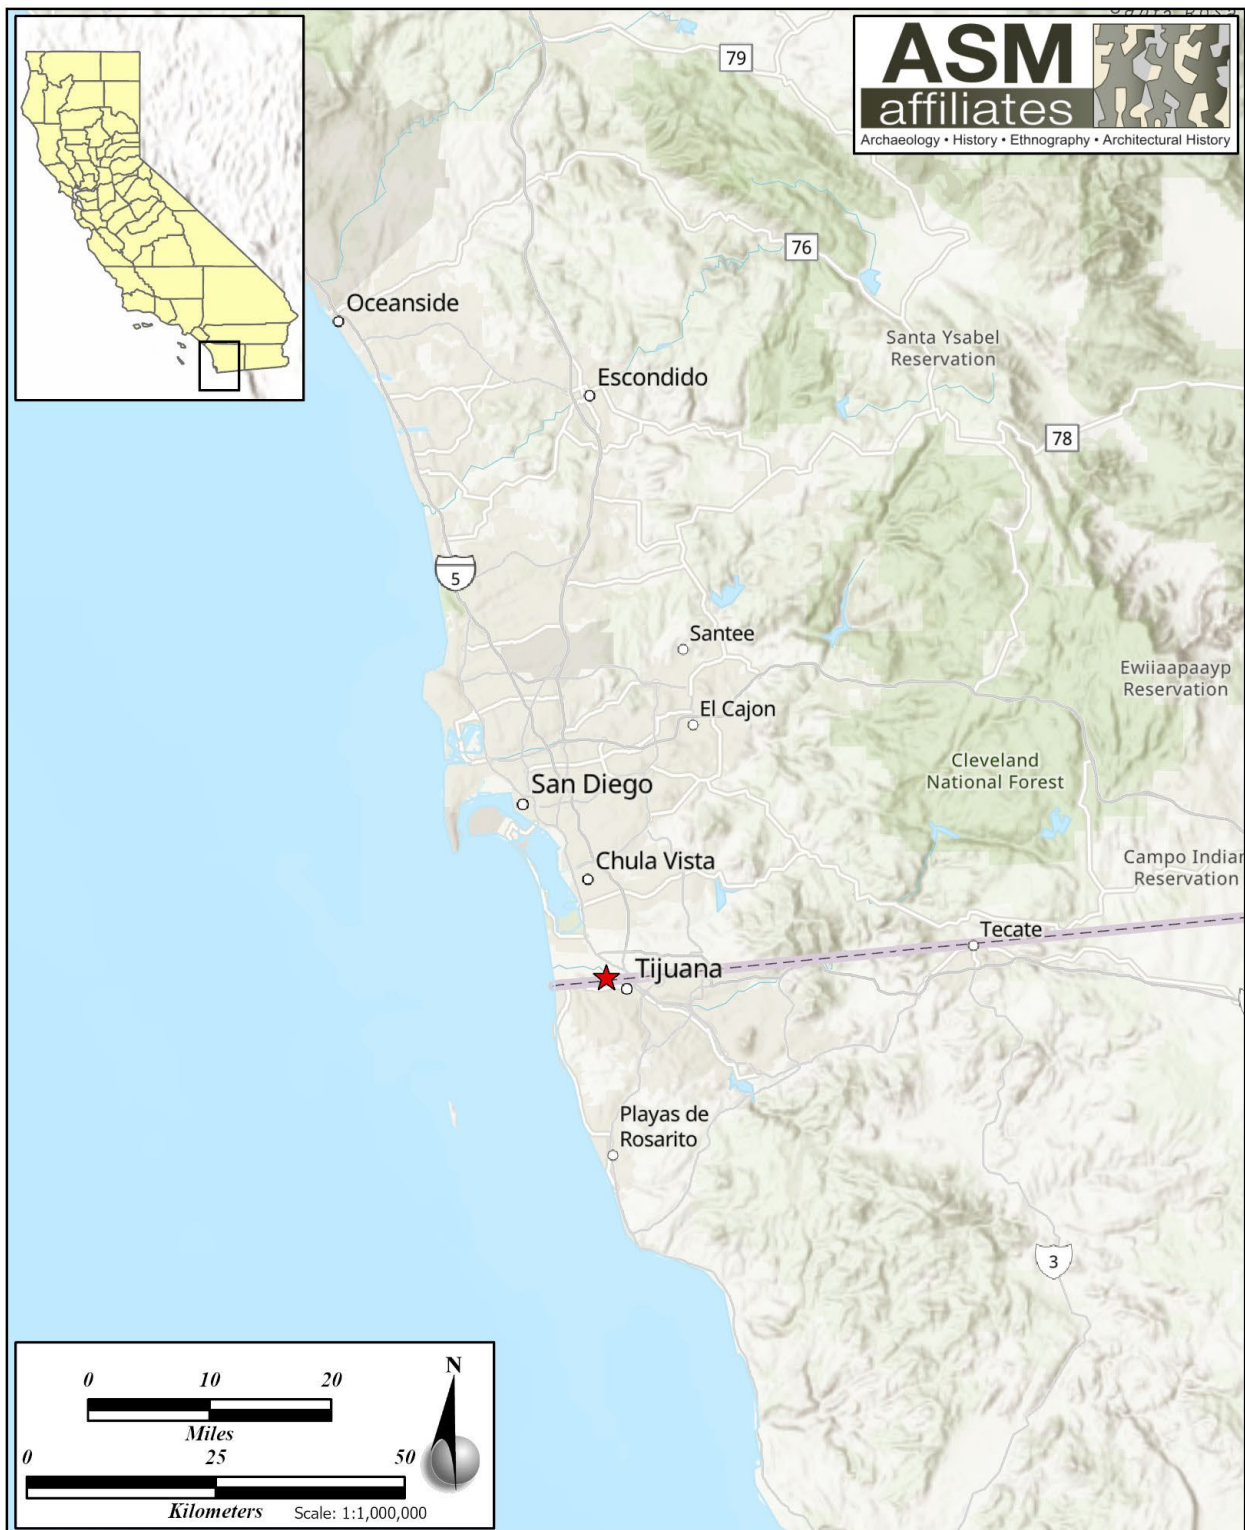 ASM
affiliates
Archaeology • History • Ethnography • Architectural History
79
76
Oceanside
Santa Ysabel
Reservation
Escondido
78
5
Santee
Ewiiaapaayp
Reservation
El Cajon
Cleveland
National Forest
San Diego
Chula Vista
Campo Indian
Reservation
Tecate
Tijuana
Playas de
Rosarito
3
N
0 10 20
Miles
0 25 50
Kilometers Scale: 1:1,000,000